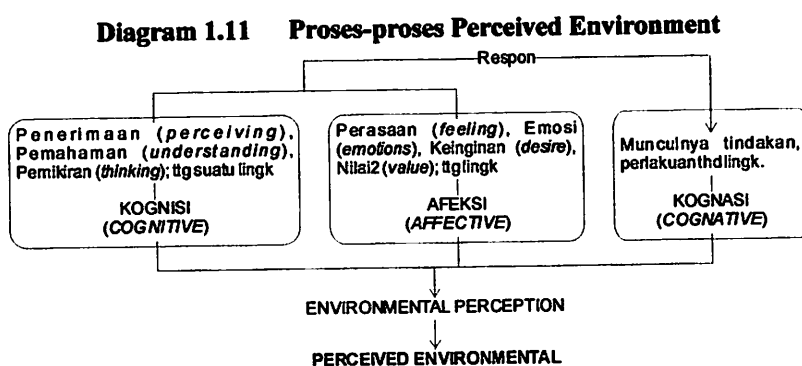 Diagram 1.11 Proses-proses Perceived Environment
Respon
Penerimaan (perceiving),
Pemahaman (understanding),
Pemikiran (thinking); ttg suatu lingk
KOGNISI
(COGNITIVE)
Perasaan (feeling), Emosi
(emotions), Keinginan (desire),
Nilai2 (value); ttg lingk
AFEKSI
(AFFECTIVE)
Munculnya tindakan,
perlakuan thd lingk.
KOGNASI
(COGNATIVE)
ENVIRONMENTAL PERCEPTION
PERCEIVED ENVIRONMENTAL